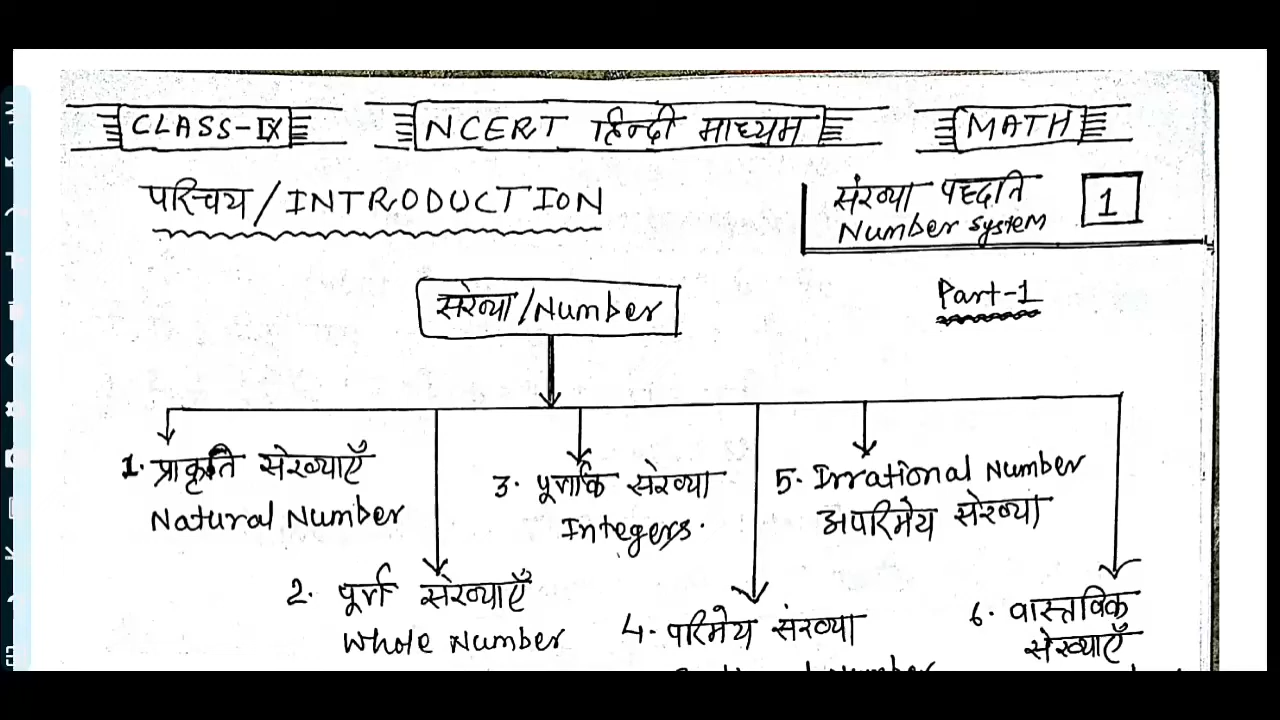 CLASS-IX NCERT हिन्दी माध्यम MATH
परिचय/INTRODUCTION
संख्या पद्धति 1
Number system
Part-1
संख्या/Number
1. प्राकृति संख्याएँ
Natural Number
2. पूर्ण संख्याएँ
Whole Number
3. पूर्णांक संख्या
Integers.
4. परिमेय संख्या
5. Irrational Number
अपरिमेय संख्या
6. वास्तविक
संख्याएँ